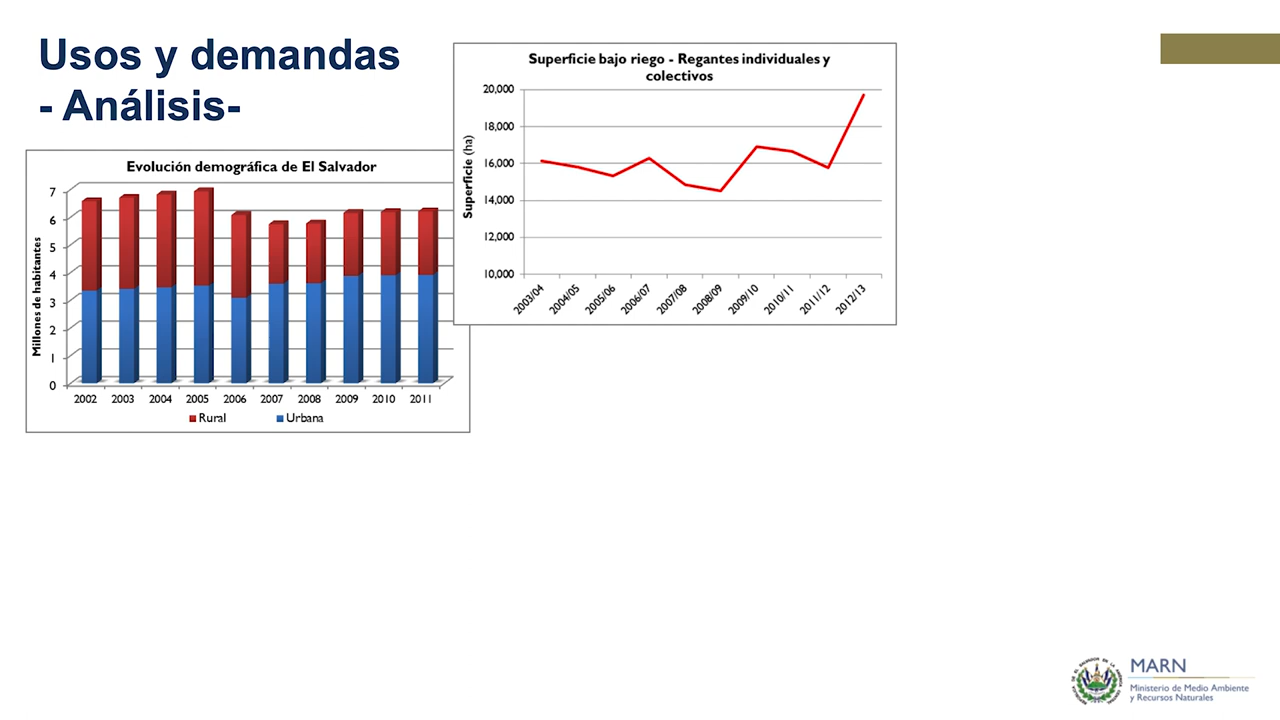 Usos y demandas
- Análisis-
Evolución demográfica de El Salvador
Millones de habitantes
7
6
5
4
3
2
1
0
2002 2003 2004 2005 2006 2007 2008 2009 2010 2011
Rural Urbana
Superficie bajo riego - Regantes individuales y
colectivos
Superficie (ha)
20,000
18,000
16,000
14,000
12,000
10,000
2003/04 2004/05 2005/06 2006/07 2007/08 2008/09 2009/10 2010/11 2011/12 2012/13
MARN
Ministerio de Medio Ambiente
y Recursos Naturales